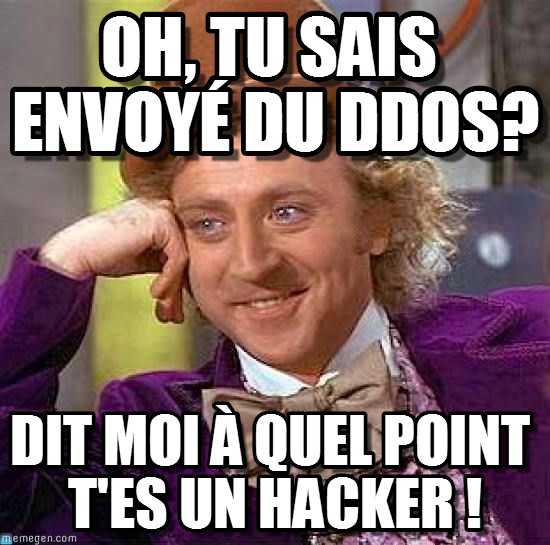 OH, TU SAIS
ENVOYÉ DU DDOS?
DIT MOI À QUEL POINT
T'ES UN HACKER !
memegen.com